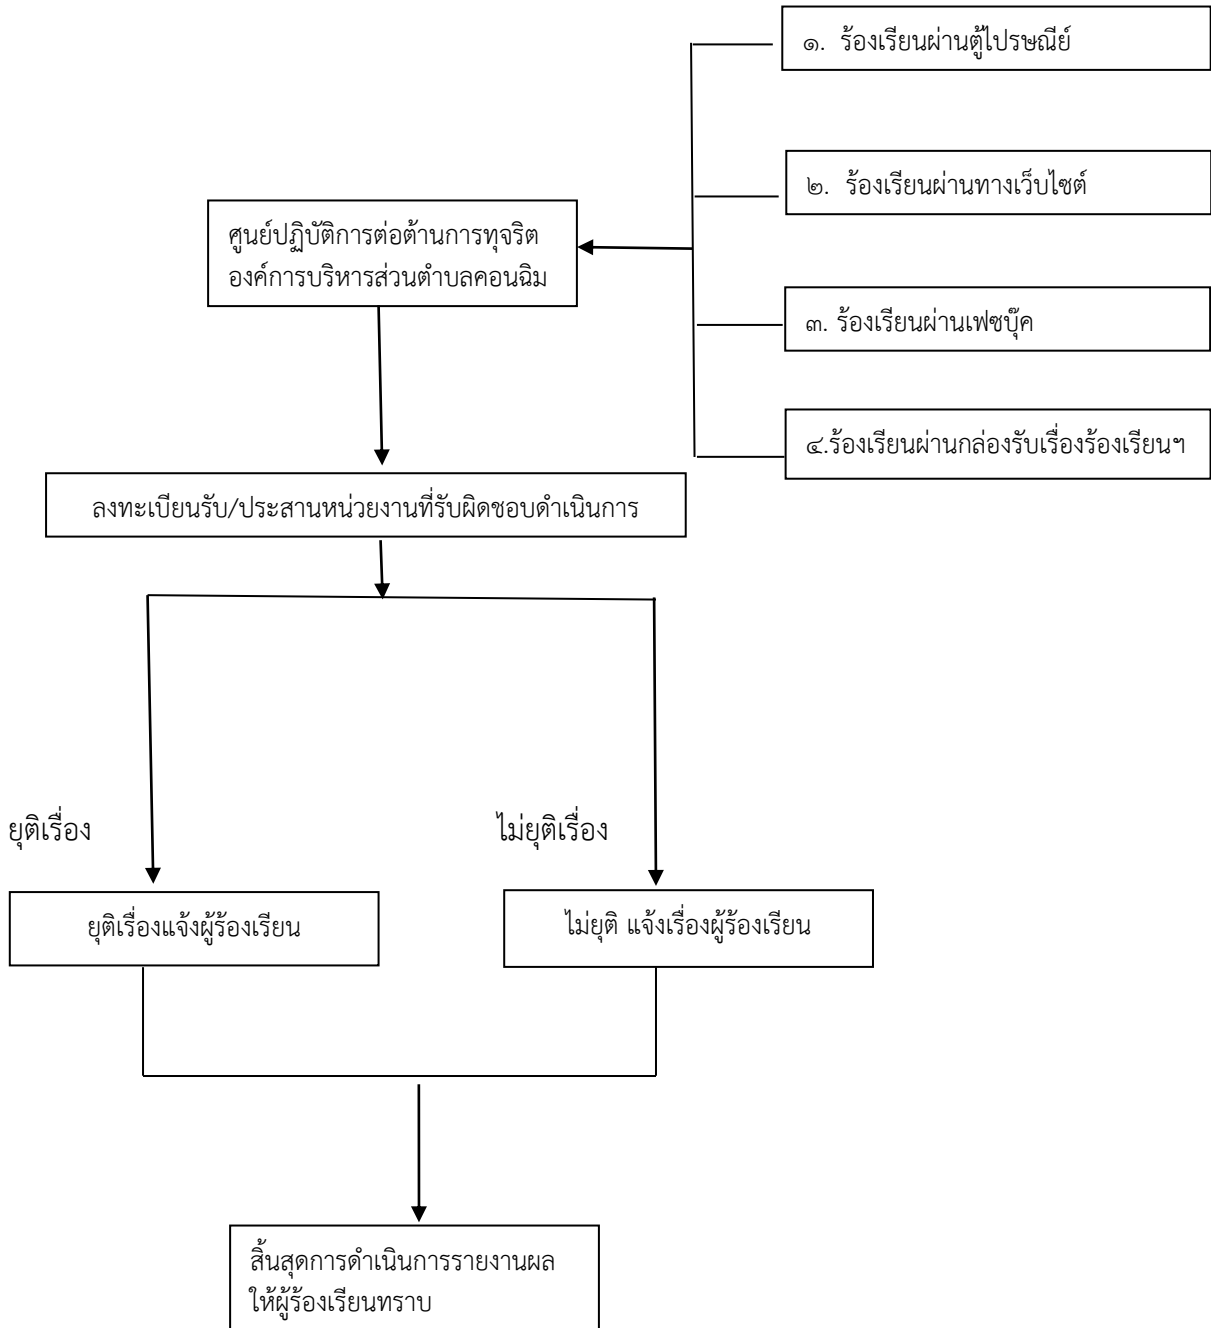 ๑. ร้องเรียนผ่านตู้ไปรษณีย์
๒. ร้องเรียนผ่านทางเว็บไซต์
ศูนย์ปฏิบัติการต่อต้านการทุจริต
องค์การบริหารส่วนตำบลคอนฉิม
๓. ร้องเรียนผ่านเฟซบุ๊ค
๔.ร้องเรียนผ่านกล่องรับเรื่องร้องเรียนฯ
ลงทะเบียนรับ/ประสานหน่วยงานที่รับผิดชอบดำเนินการ
ยุติเรื่อง
ไม่ยุติเรื่อง
ยุติเรื่องแจ้งผู้ร้องเรียน
ไม่ยุติ แจ้งเรื่องผู้ร้องเรียน
สิ้นสุดการดำเนินการรายงานผล
ให้ผู้ร้องเรียนทราบ